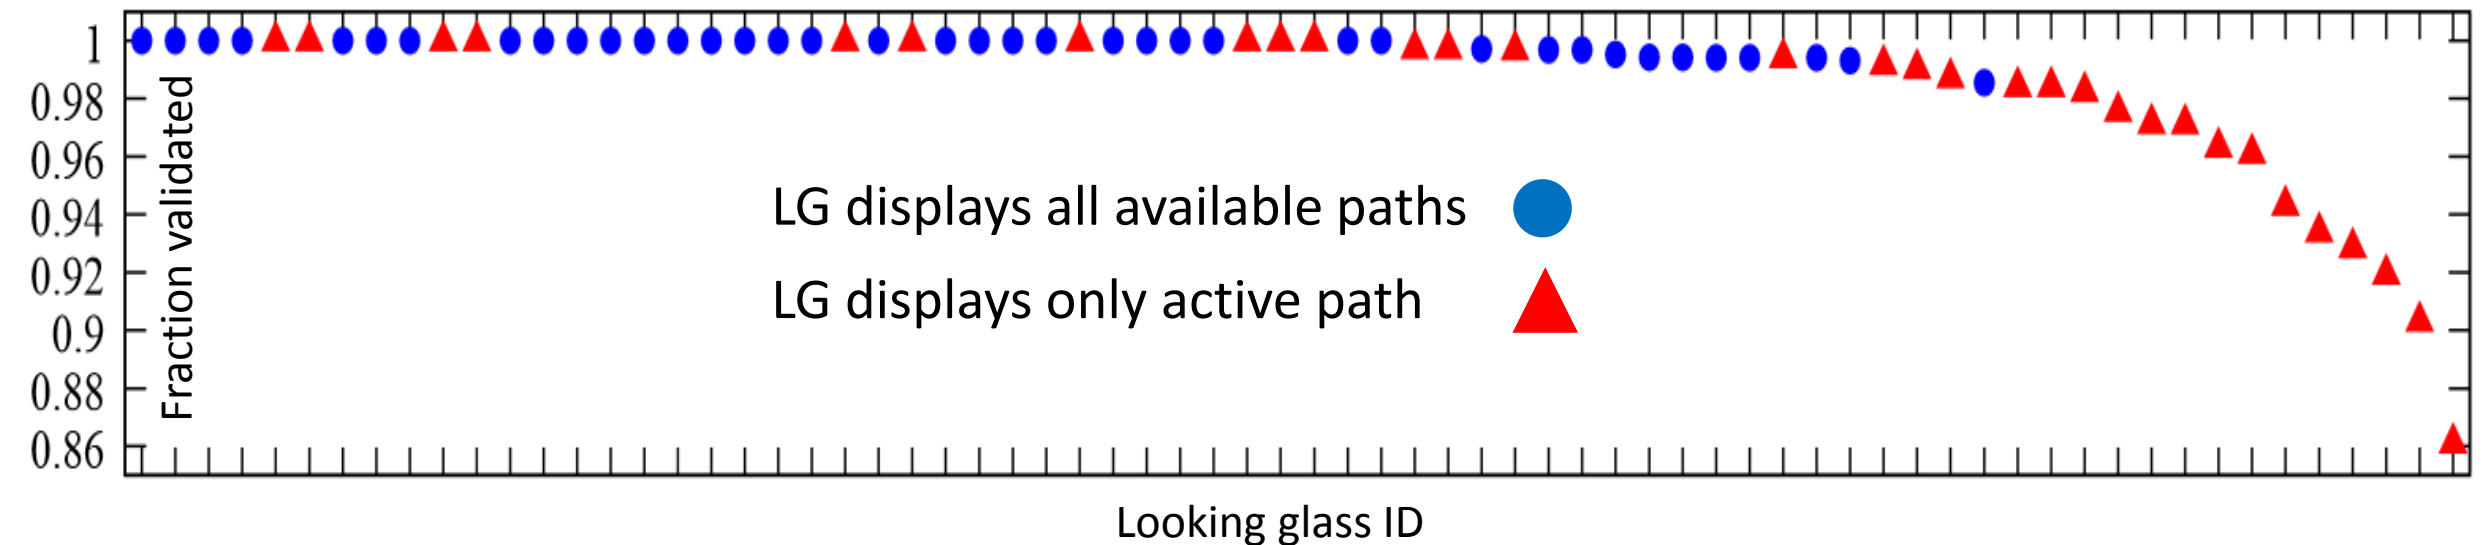 1
0.98
0.96
0.94
0.92
0.9
0.88
0.86
Fraction validated
LG displays all available paths
LG displays only active path
Looking glass ID